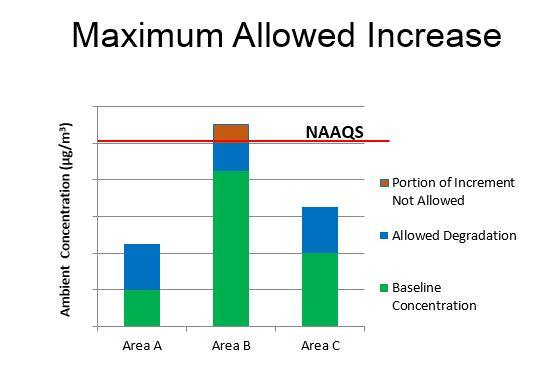 Maximum Allowed Increase
Ambient Concentration (µg/m³)
NAAQS
Portion of Increment
Not Allowed
Allowed Degradation
Baseline
Concentration
Area A
Area B
Area C